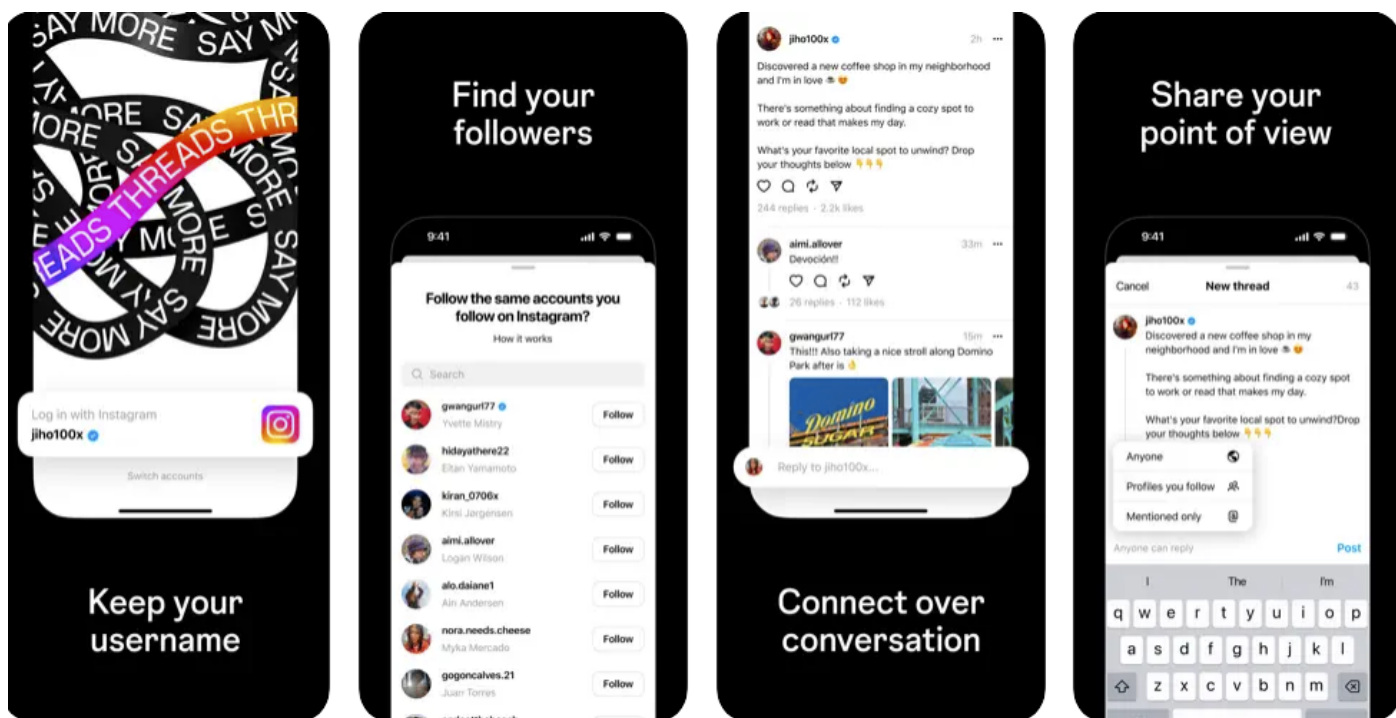 SAY MORE SAY MORE
THREADS THREADS THR
SAY MORE
Log in with Instagram
jiho100x
Switch accounts
Keep your
username
Find your
followers
9:41
Follow the same accounts you
follow on Instagram?
How it works
Search
gwangurl77
Yvette Mistry
Follow
hidayathere22
Eitan Yamamoto
Follow
kiran_0706x
Kirsi Jørgensen
Follow
aimi.allover
Logan Wilson
Follow
alo.daiane1
Ain Andersen
Follow
nora.needs.cheese
Myka Mercado
Follow
gogoncalves.21
Juan Torres
Follow
jiho100x 2h
Discovered a new coffee shop in my neighborhood
and I'm in love ☕😍
There's something about finding a cozy spot to
work or read that makes my day.
What's your favorite local spot to unwind? Drop
your thoughts below 👇👇👇
244 replies · 2.2k likes
aimi.allover 33m
Devoción!!
26 replies · 112 likes
gwangurl77 15m
This!!! Also taking a nice stroll along Domino
Park after is 👌
Domino
SUGAR
Reply to jiho100x...
Connect over
conversation
Share your
point of view
9:41
Cancel New thread 43
jiho100x
Discovered a new coffee shop in my
neighborhood and I'm in love ☕😍
There's something about finding a cozy spot
to work or read that makes my day.
What's your favorite local spot to unwind?Drop
your thoughts below 👇👇👇
Anyone
Profiles you follow
Mentioned only
Anyone can reply Post
I The I'm
q w e r t y u i o p
a s d f g h j k l
z x c v b n m